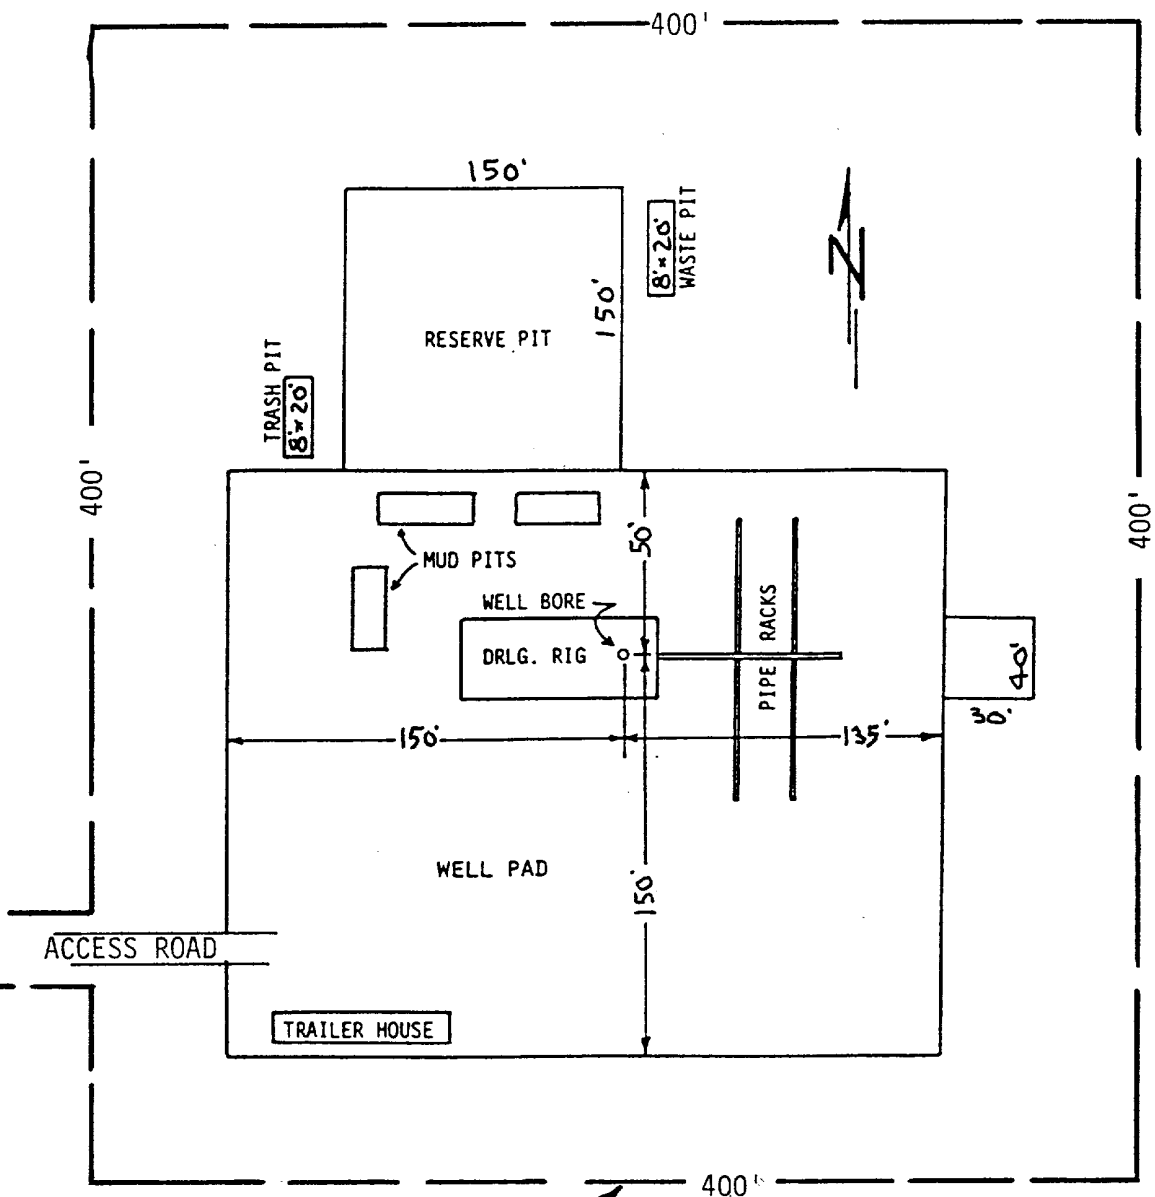 400'
150'
8'×20'
WASTE PIT
N
150'
RESERVE PIT
TRASH PIT
8'×20'
400'
400'
50'
MUD PITS
WELL BORE
PIPE RACKS
DRLG. RIG
40'
30'
150'
135'
WELL PAD
150'
ACCESS ROAD
TRAILER HOUSE
400'